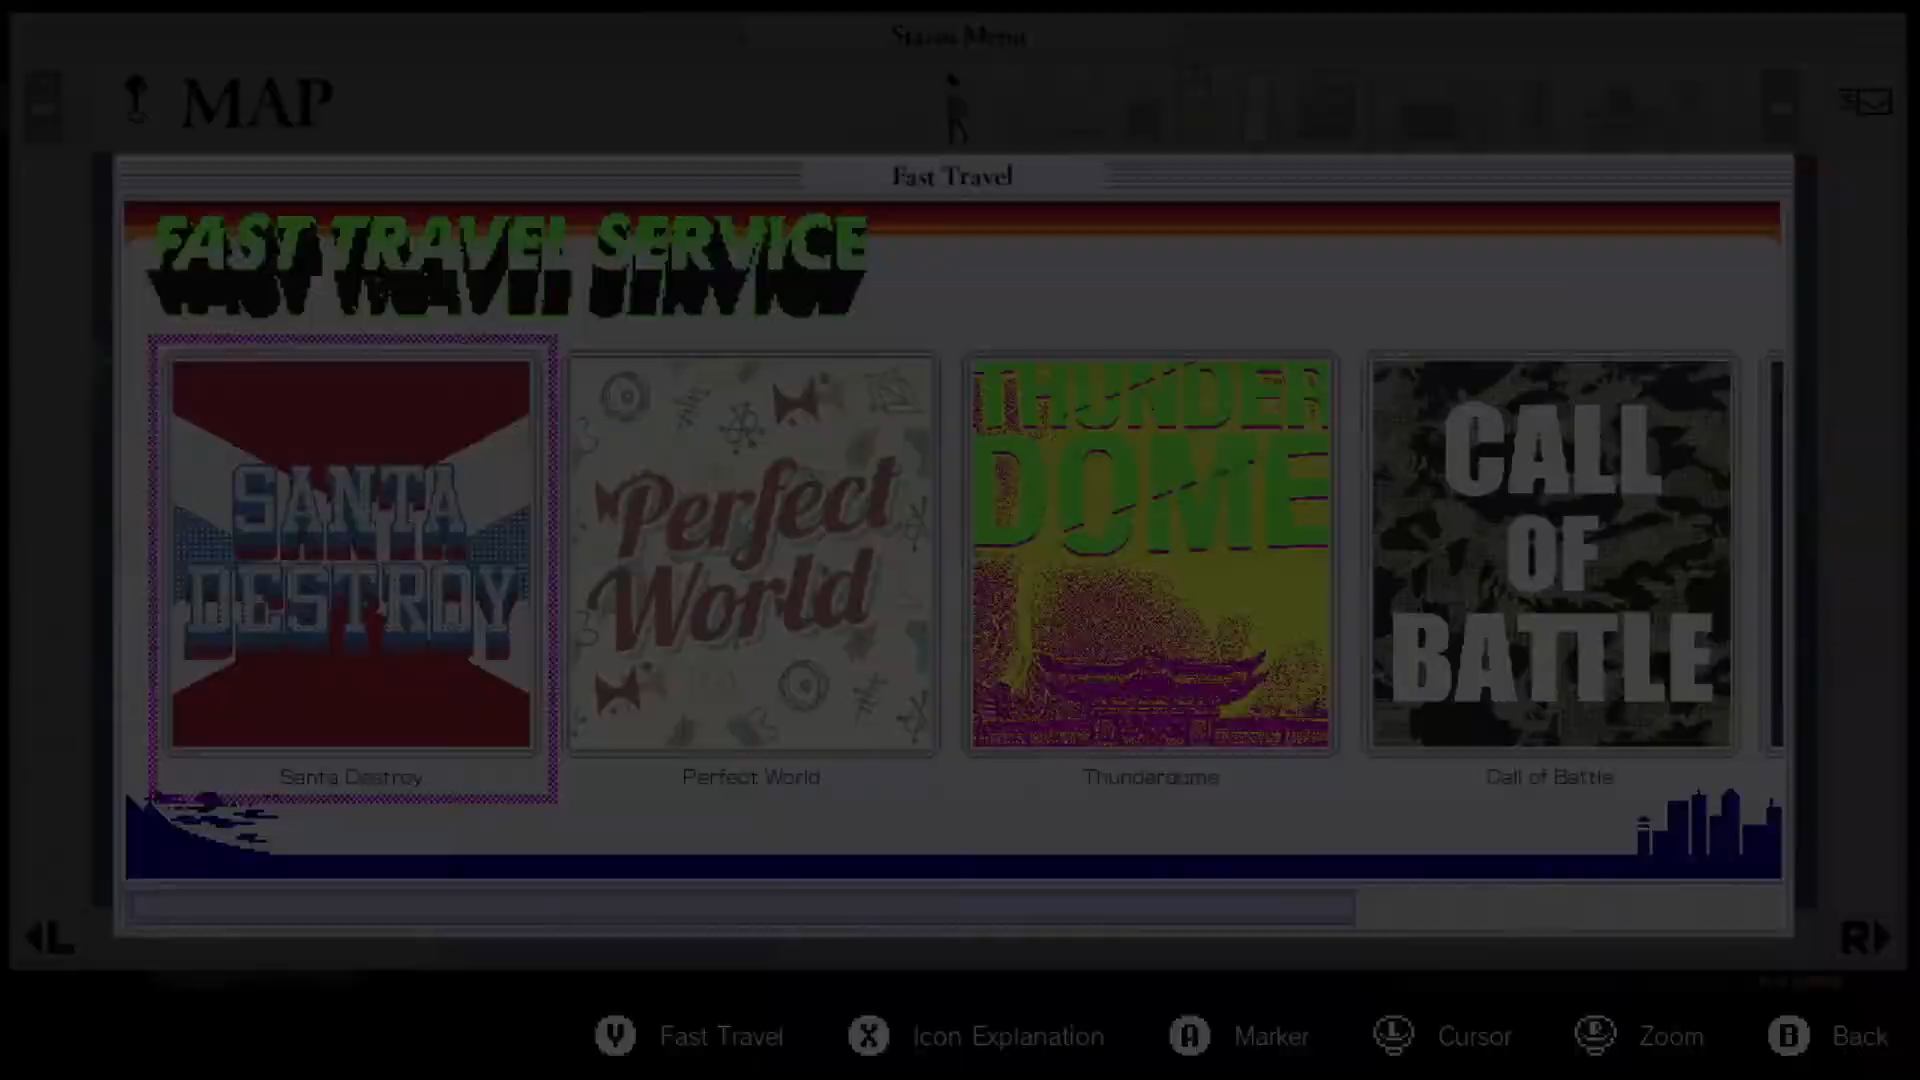 Status Menu
MAP
Fast Travel
FAST TRAVEL SERVICE
SANTA
DESTROY
Perfect
World
THUNDER
DOME
CALL
OF
BATTLE
Santa Destroy
Perfect World
Thunderdome
Call of Battle
L
R
Y Fast Travel
X Icon Explanation
A Marker
L Cursor
R Zoom
B Back